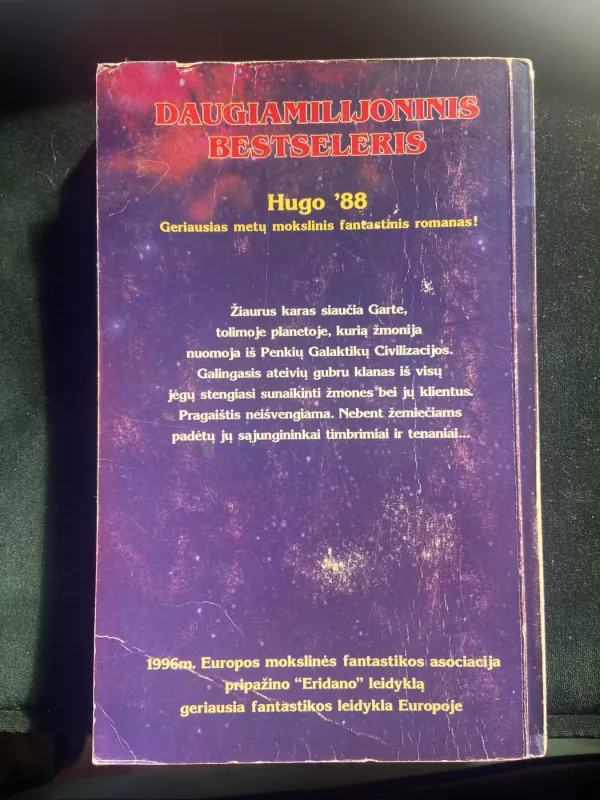 DAUGIAMILIJONINIS
BESTSELERIS
Hugo '88
Geriausias metų mokslinis fantastinis romanas!
Žiaurus karas siaučia Garte,
tolimoje planetoje, kurią žmonija
nuomoja iš Penkių Galaktikų Civilizacijos.
Galingasis ateivių gubru klanas iš visų
jėgų stengiasi sunaikinti žmones bei jų klientus.
Pragaištis neišvengiama. Nebent žemiečiams
padėtų jų sąjungininkai timbrimiai ir tenaniai...
1996m. Europos mokslinės fantastikos asociacija
pripažino "Eridano" leidyklą
geriausia fantastikos leidykla Europoje